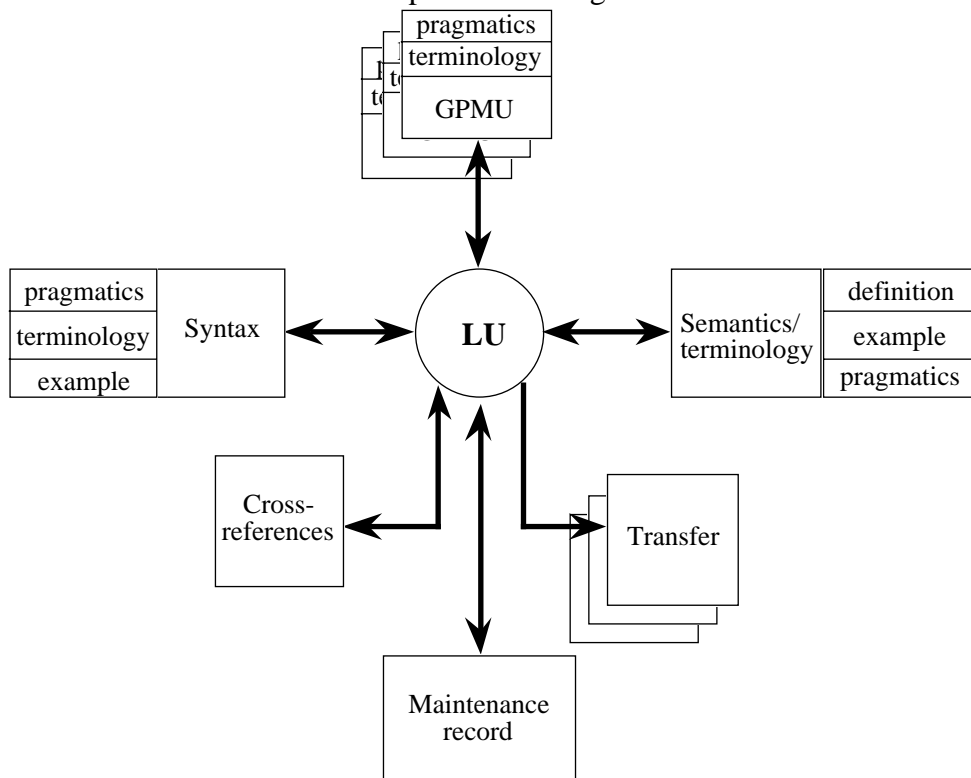 pragmatics
terminology
GPMU
pragmatics
terminology
example
Syntax
LU
Semantics/
terminology
definition
example
pragmatics
Cross-
references
Transfer
Maintenance
record